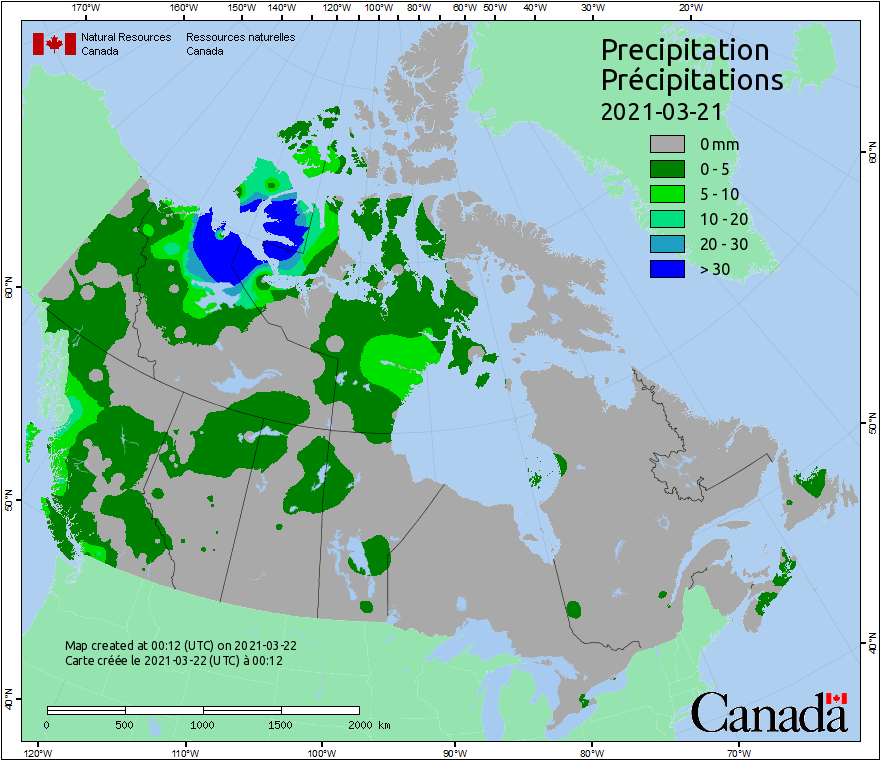 170°W 160°W 150°W 140°W 130°W 120°W 110°W 100°W 90°W 80°W 60°W 50°W 40°W 30°W 20°W
Natural Resources Canada
Ressources naturelles Canada
Precipitation
Précipitations
2021-03-21
0 mm
0 - 5
5 - 10
10 - 20
20 - 30
> 30
60°N
60°N
50°N
50°N
40°N
40°N
Map created at 00:12 (UTC) on 2021-03-22
Carte créée le 2021-03-22 (UTC) à 00:12
0 500 1000 1500 2000 km
Canada
120°W 110°W 100°W 90°W 80°W 70°W